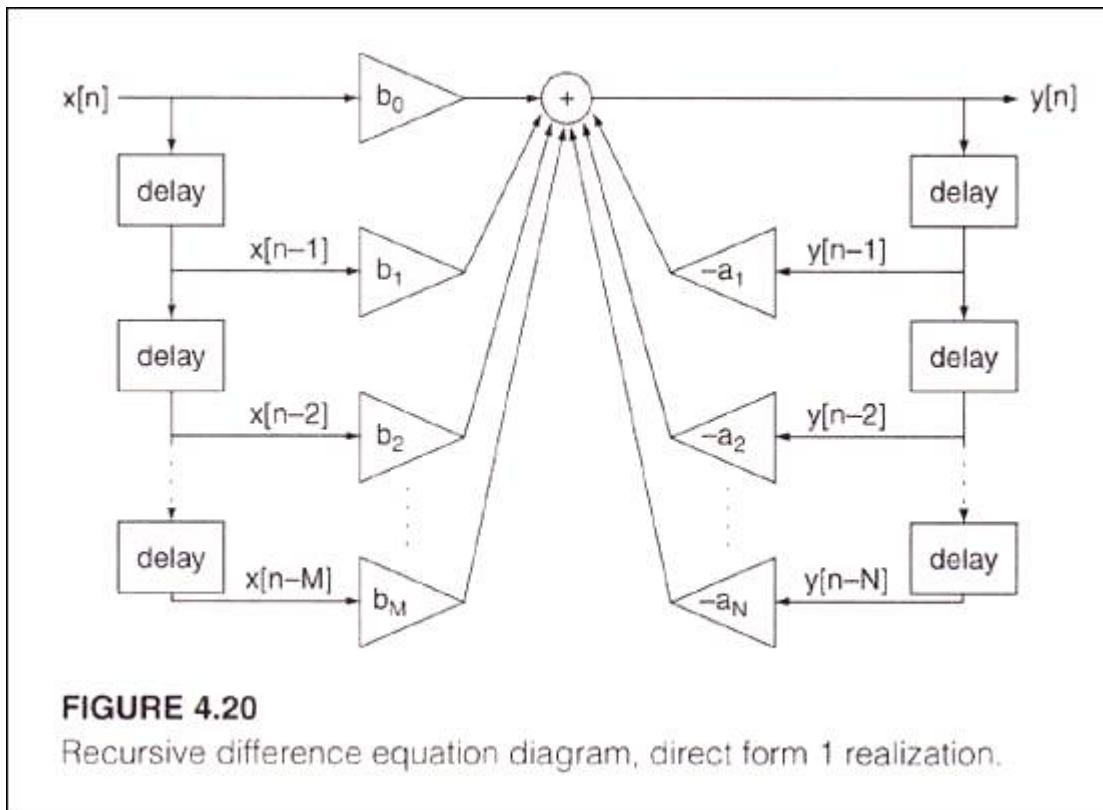 x[n]
b0
+
y[n]
delay
delay
x[n–1]
b1
–a1
y[n–1]
delay
delay
x[n–2]
b2
–a2
y[n–2]
delay
delay
x[n–M]
bM
–aN
y[n–N]
FIGURE 4.20
Recursive difference equation diagram, direct form 1 realization.